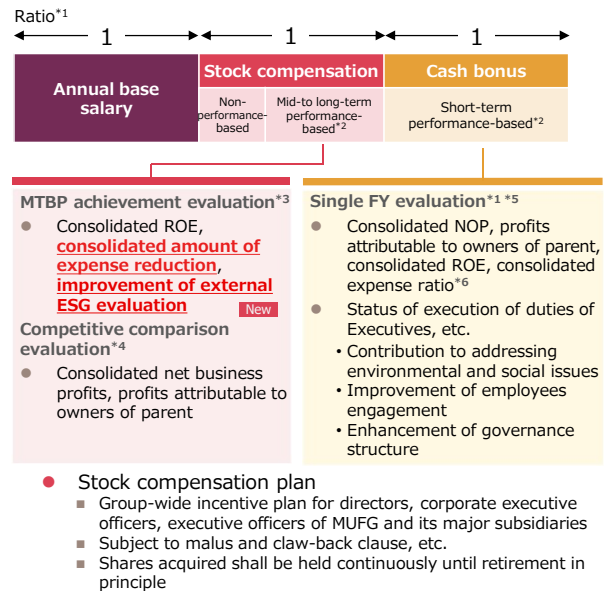 Ratio*1
1 1 1
Annual base
salary
Stock compensation
Non-
performance-
based
Mid-to long-term
performance-
based*2
Cash bonus
Short-term
performance-based*2
MTBP achievement evaluation*3
Consolidated ROE,
consolidated amount of
expense reduction,
improvement of external
ESG evaluation New
Competitive comparison
evaluation*4
Consolidated net business
profits, profits attributable to
owners of parent
Single FY evaluation*1 *5
Consolidated NOP, profits
attributable to owners of parent,
consolidated ROE, consolidated
expense ratio*6
Status of execution of duties of
Executives, etc.
• Contribution to addressing
environmental and social issues
• Improvement of employees
engagement
• Enhancement of governance
structure
Stock compensation plan
Group-wide incentive plan for directors, corporate executive
officers, executive officers of MUFG and its major subsidiaries
Subject to malus and claw-back clause, etc.
Shares acquired shall be held continuously until retirement in
principle